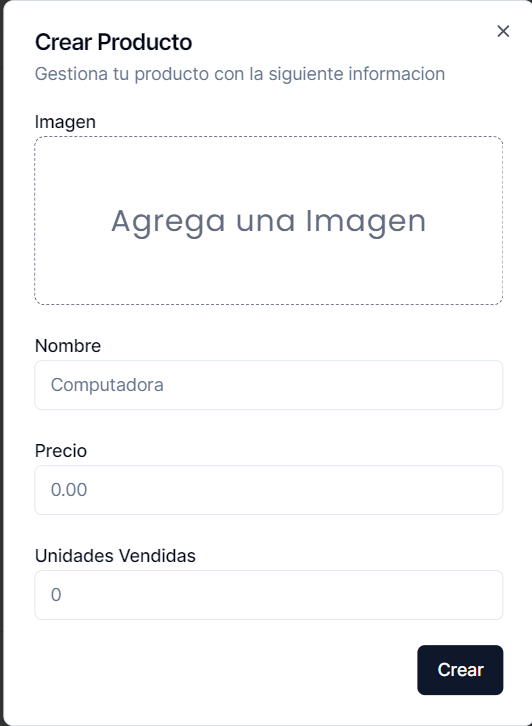 Crear Producto
Gestiona tu producto con la siguiente informacion
Imagen
Agrega una Imagen
Nombre
Computadora
Precio
0.00
Unidades Vendidas
0
Crear